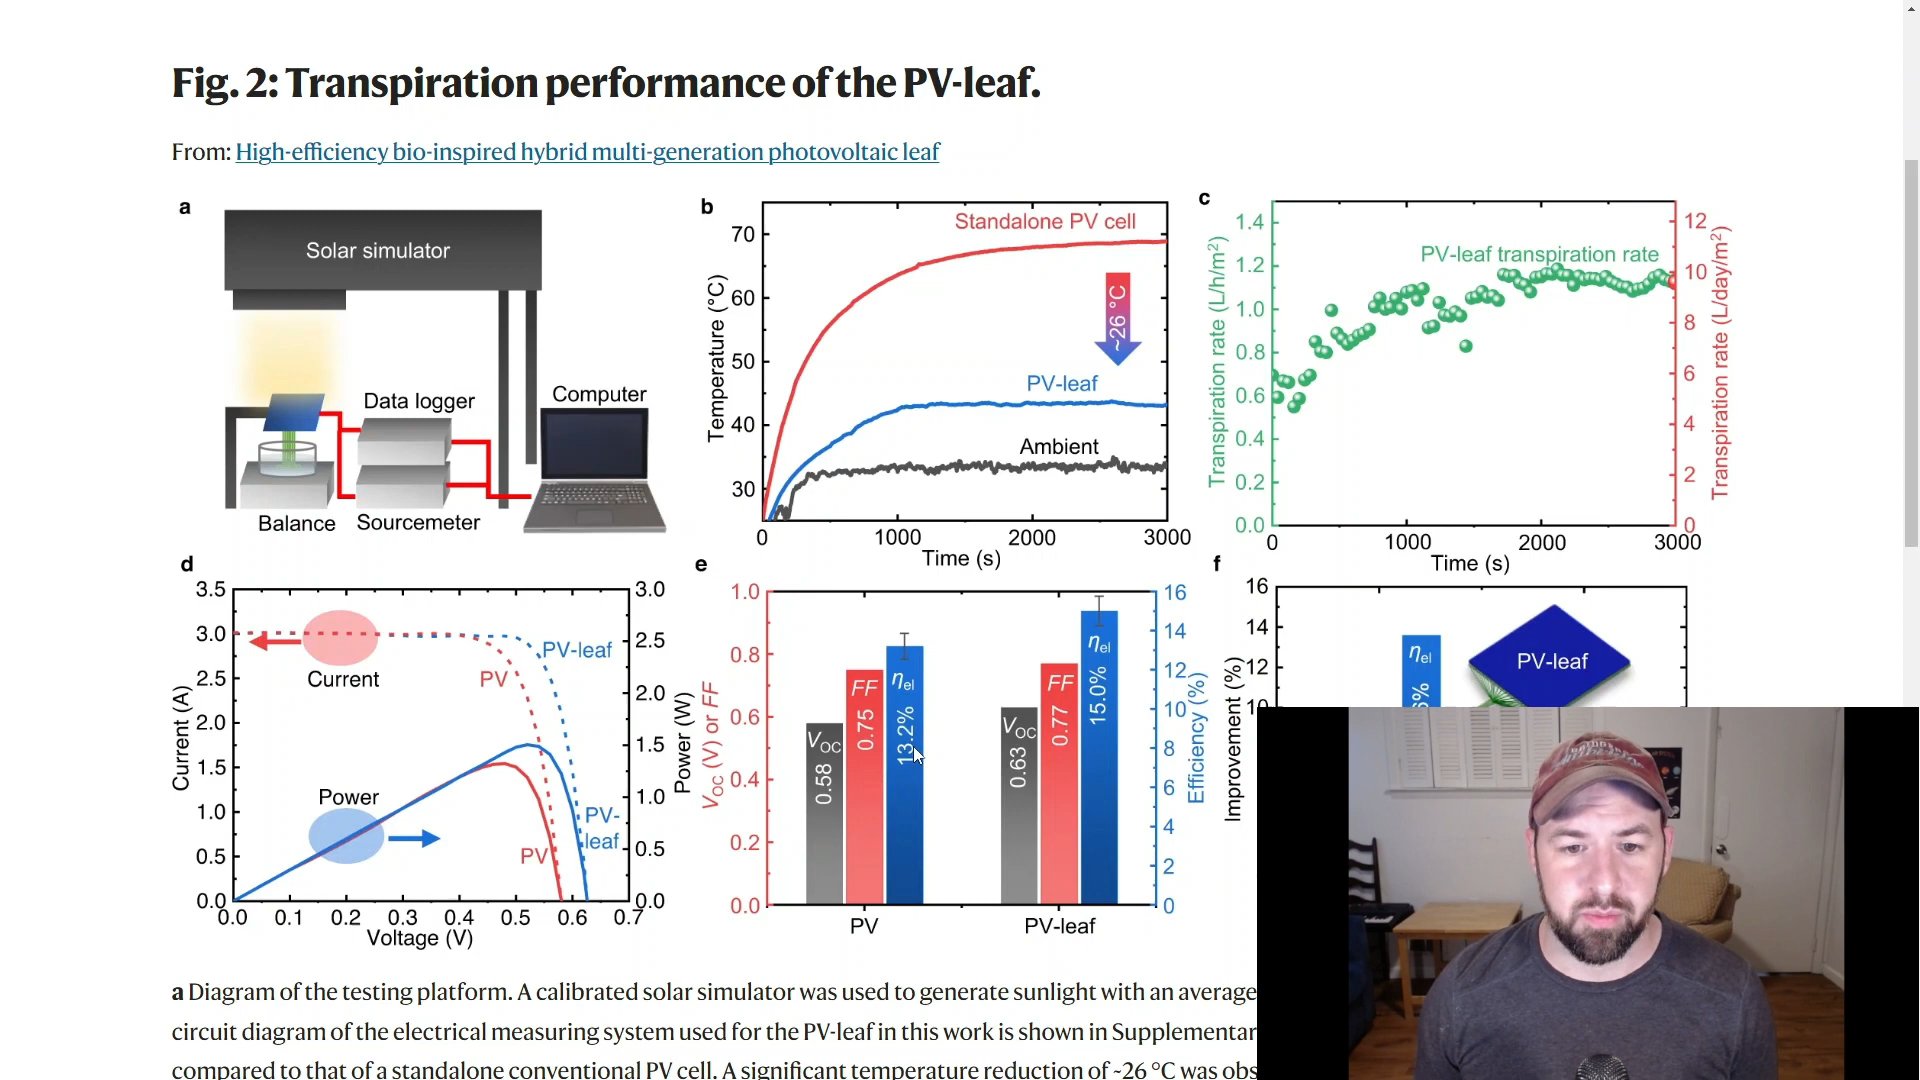 Fig. 2: Transpiration performance of the PV-leaf.
From: High-efficiency bio-inspired hybrid multi-generation photovoltaic leaf
a
Solar simulator
Data logger
Computer
Balance
Sourcemeter
b
Temperature (°C)
70
60
50
40
30
Standalone PV cell
~26 °C
PV-leaf
Ambient
0
1000
2000
3000
Time (s)
c
Transpiration rate (L/h/m²)
1.4
1.2
1.0
0.8
0.6
0.4
0.2
0.0
PV-leaf transpiration rate
12
10
8
6
4
2
0
Transpiration rate (L/day/m²)
0
1000
2000
3000
Time (s)
d
Current (A)
3.5
3.0
2.5
2.0
1.5
1.0
0.5
0.0
Current
PV-leaf
PV
Power
PV-
leaf
PV
3.0
2.5
2.0
1.5
1.0
0.5
0.0
Power (W)
0.0
0.1
0.2
0.3
0.4
0.5
0.6
0.7
Voltage (V)
e
VOC (V) or FF
1.0
0.8
0.6
0.4
0.2
0.0
VOC
0.58
FF
0.75
ηel
13.2%
VOC
0.63
FF
0.77
ηel
15.0%
16
14
12
10
8
6
4
2
0
Efficiency (%)
PV
PV-leaf
f
Improvement (%)
16
14
12
10
ηel
PV-leaf
a Diagram of the testing platform. A calibrated solar simulator was used to generate sunlight with an average
circuit diagram of the electrical measuring system used for the PV-leaf in this work is shown in
compared to that of a standalone conventional PV cell. A significant temperature reduction of ~26 °C was